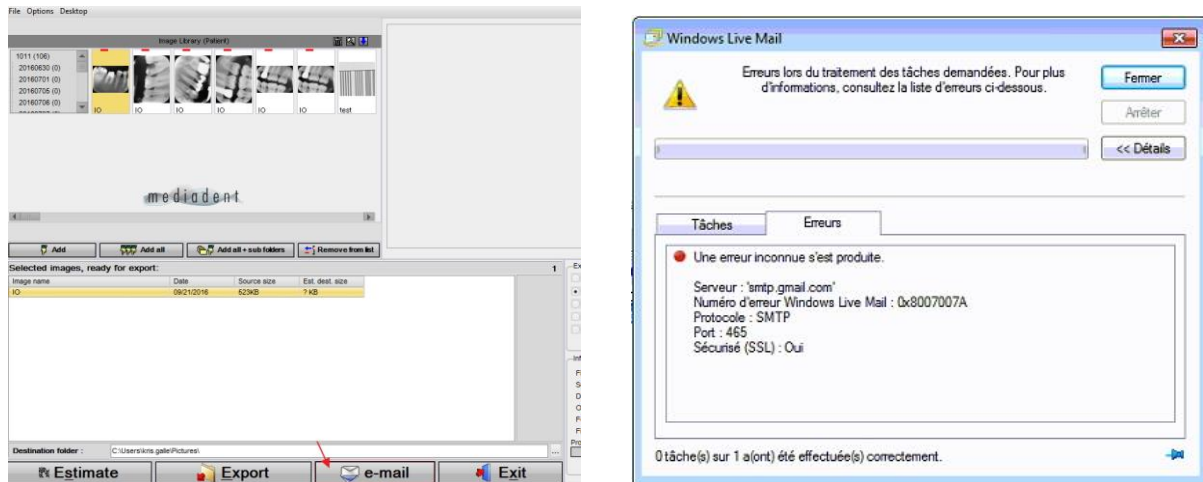 File Options Desktop
Image Library (Patient)
1011 (106)
20160630 (0)
20160701 (0)
20160705 (0)
20160706 (0)
IO IO IO IO IO IO test
mediadent
Add Add all Add all + sub folders Remove from list
Selected images, ready for export: 1
Image name Date Source size Est. dest. size
IO 09/21/2016 523KB ? KB
Destination folder : C:\Users\kris.galle\Pictures\ ...
Estimate Export e-mail Exit
Windows Live Mail
Erreurs lors du traitement des tâches demandées. Pour plus
d'informations, consultez la liste d'erreurs ci-dessous.
Fermer
Arrêter
<< Détails
Tâches Erreurs
Une erreur inconnue s'est produite.
Serveur : 'smtp.gmail.com'
Numéro d'erreur Windows Live Mail : 0x8007007A
Protocole : SMTP
Port : 465
Sécurisé (SSL) : Oui
0 tâche(s) sur 1 a(ont) été effectuée(s) correctement.